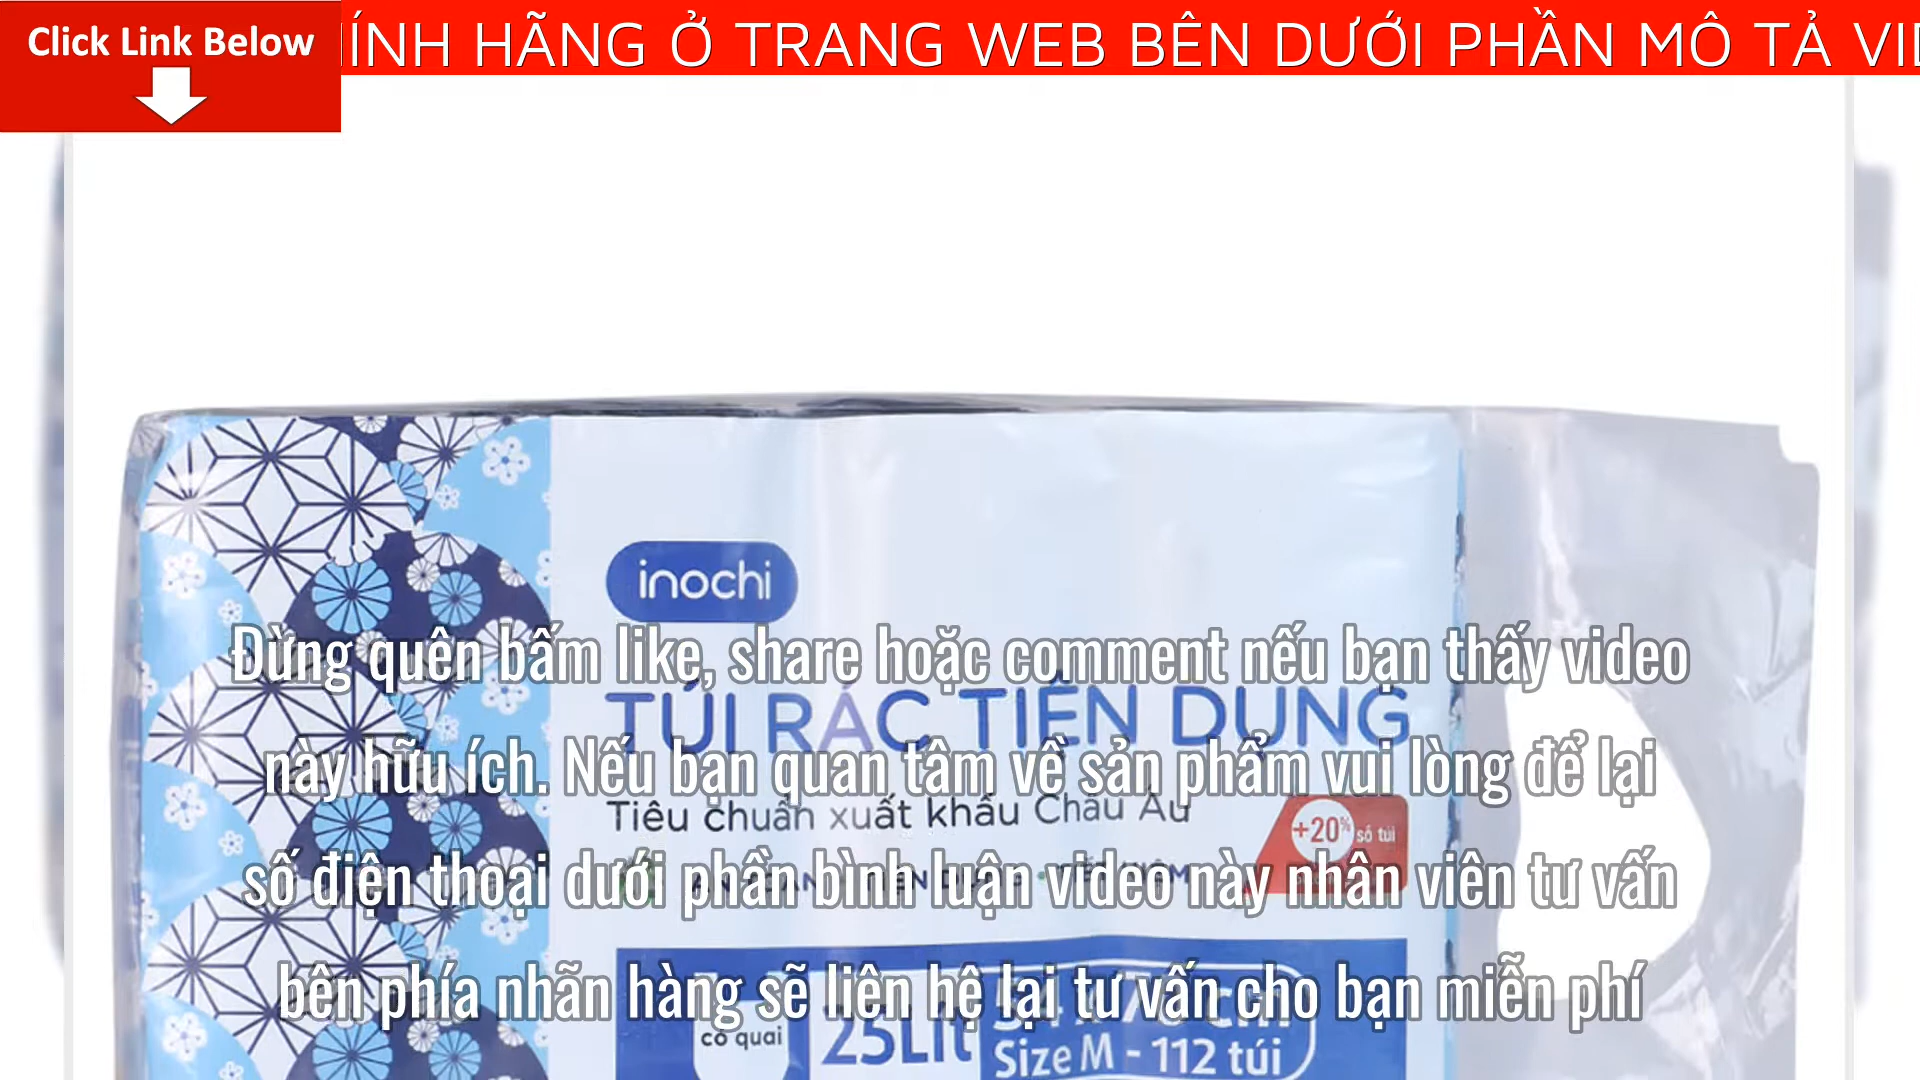 Click Link Below
ÍNH HÃNG Ở TRANG WEB BÊN DƯỚI PHẦN MÔ TẢ
inochi
Đừng quên bấm like, share hoặc comment nếu bạn thấy video
TÚI RÁC TIỆN DỤNG
này hữu ích. Nếu bạn quan tâm về sản phẩm vui lòng để lại
Tiêu chuẩn xuất khẩu Châu Âu
+20% số túi
số điện thoại dưới phần bình luận video này nhân viên tư vấn
bên phía nhãn hàng sẽ liên hệ lại tư vấn cho bạn miễn phí
có quai
25Lít
Size M - 112 túi